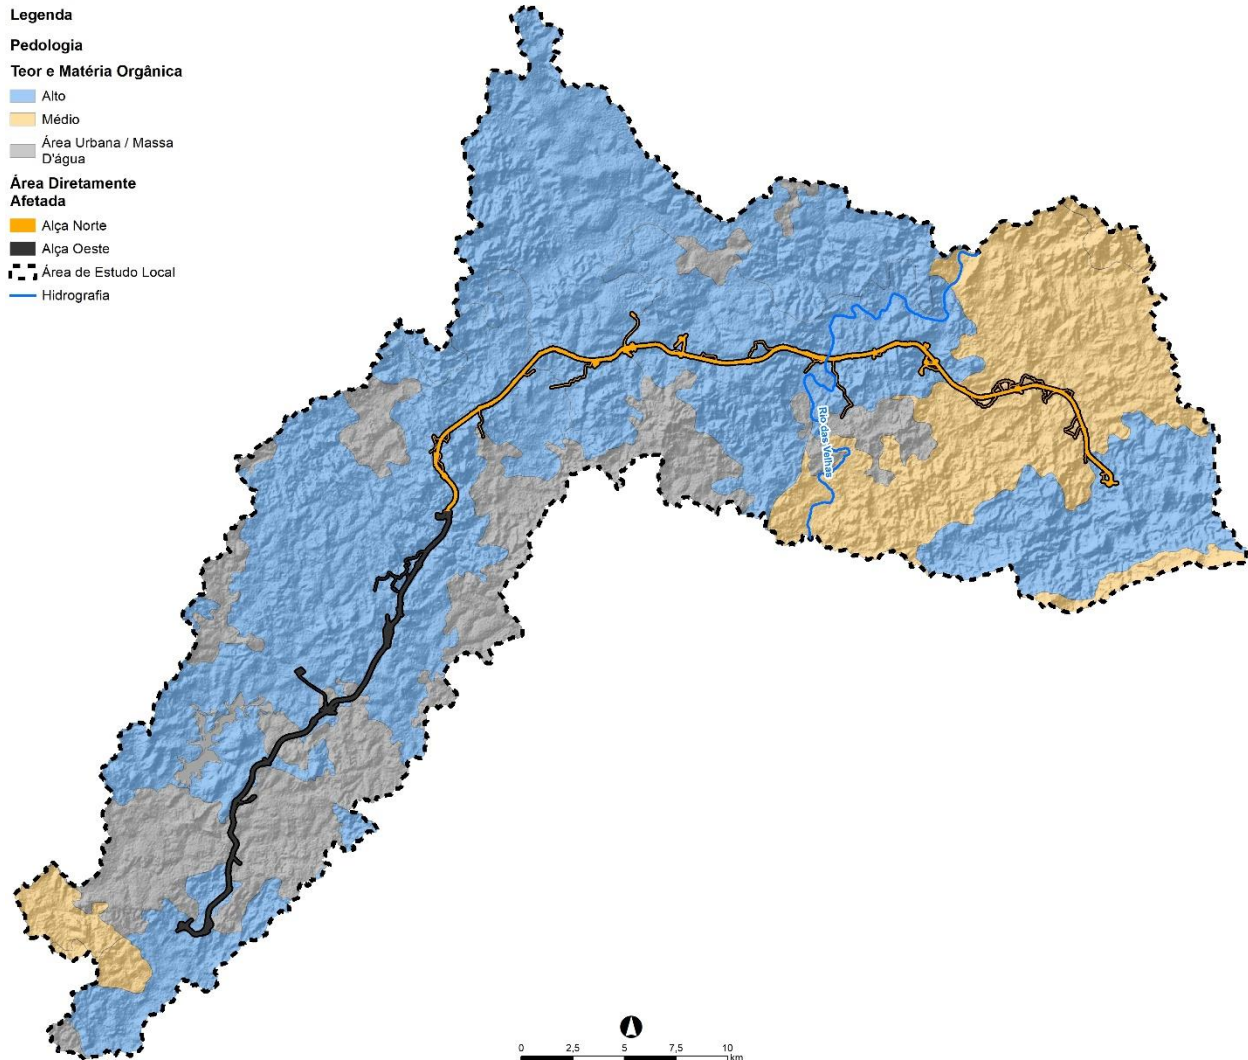 Legenda
Pedologia
Teor e Matéria Orgânica
Alto
Médio
Área Urbana / Massa
D'água
Área Diretamente
Afetada
Alça Norte
Alça Oeste
Área de Estudo Local
Hidrografia
Rio das Velhas
0 2,5 5 7,5 10
km